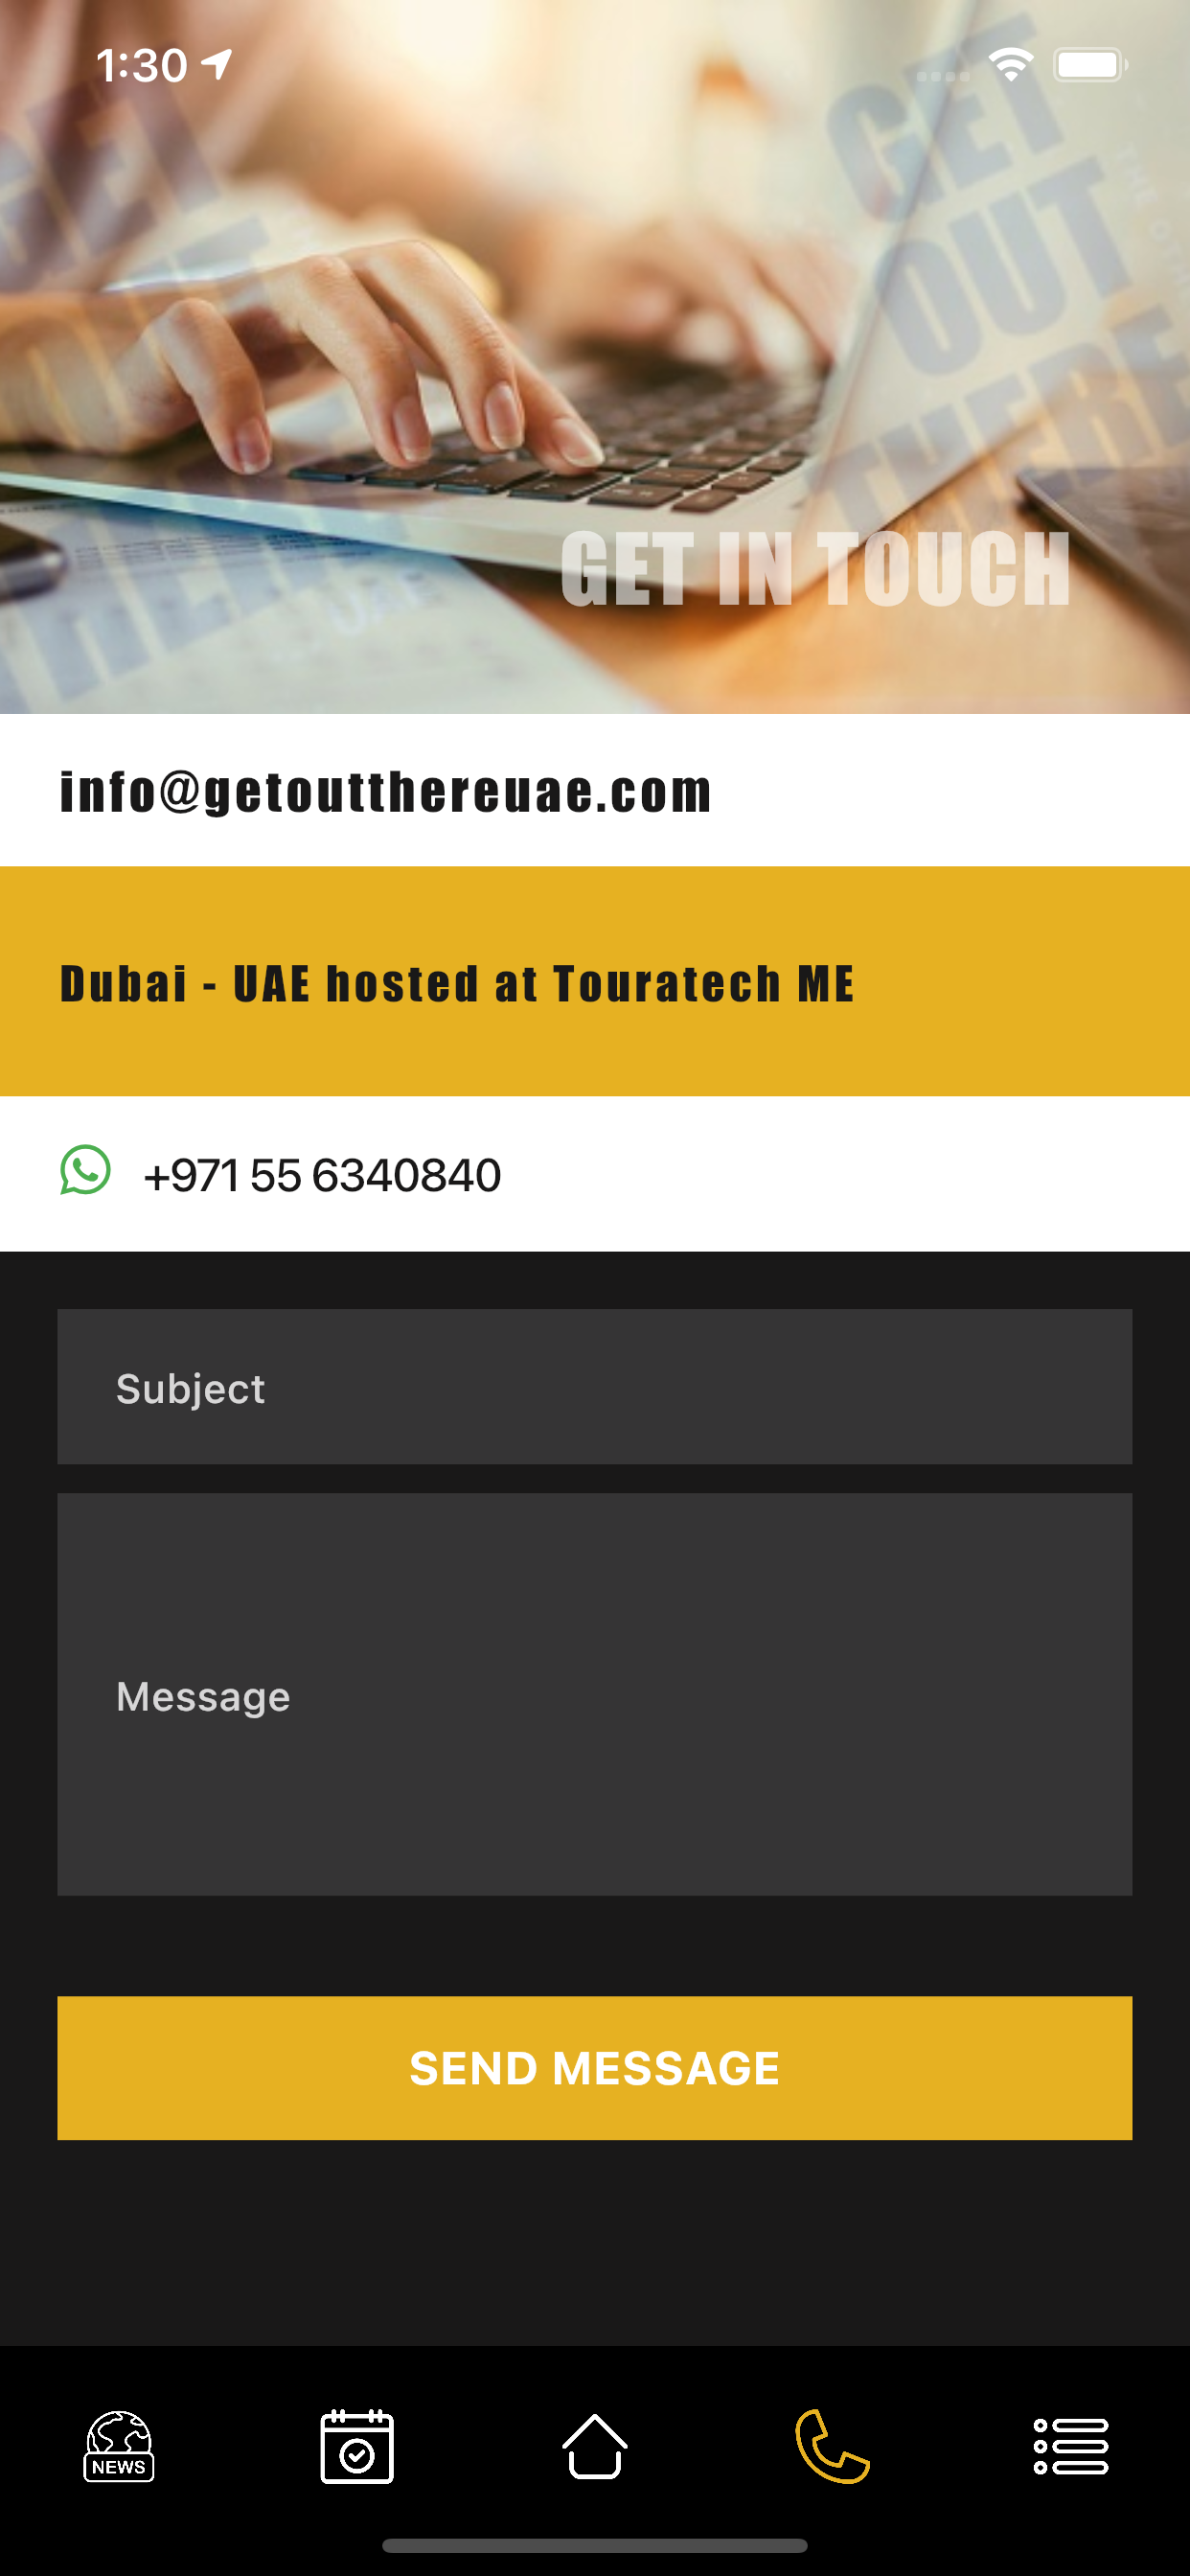 1:30
GET
OUT
THERE
GET IN TOUCH
UAE
info@getoutthereuae.com
Dubai - UAE hosted at Touratech ME
+971 55 6340840
Subject
Message
SEND MESSAGE
NEWS